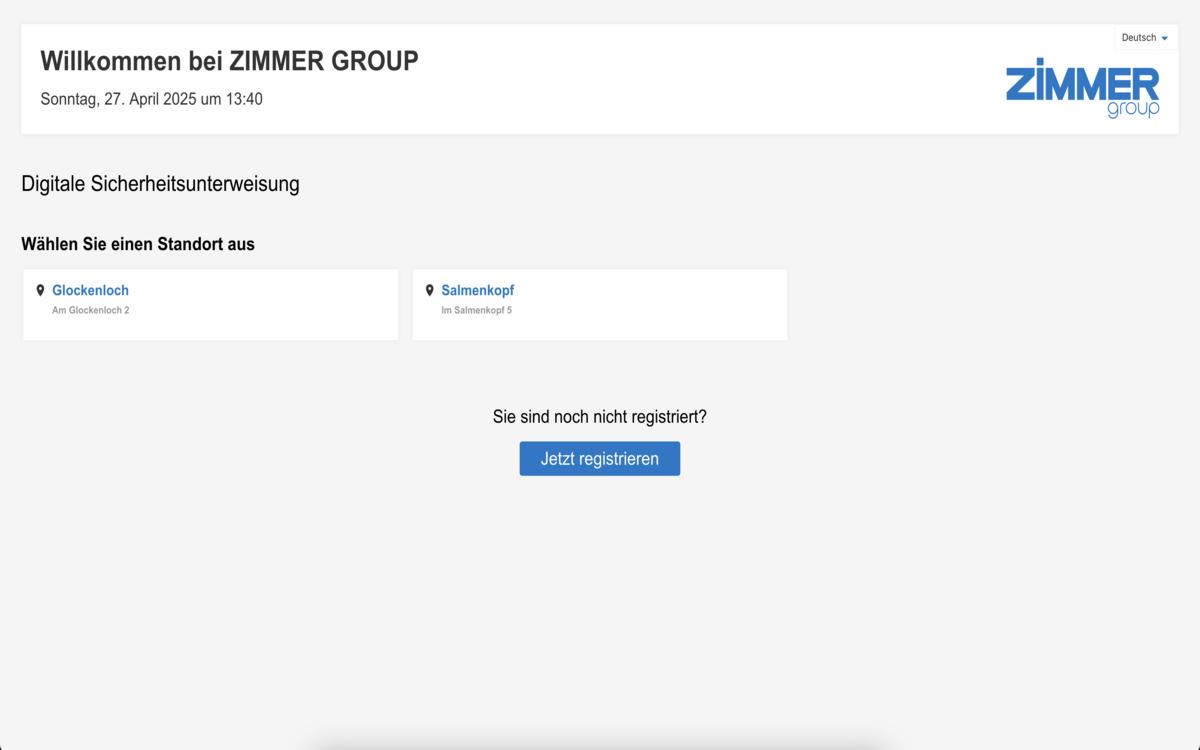 Deutsch
Willkommen bei ZIMMER GROUP
Sonntag, 27. April 2025 um 13:40
ZIMMER
group
Digitale Sicherheitsunterweisung
Wählen Sie einen Standort aus
Glockenloch
Am Glockenloch 2
Salmenkopf
Im Salmenkopf 5
Sie sind noch nicht registriert?
Jetzt registrieren